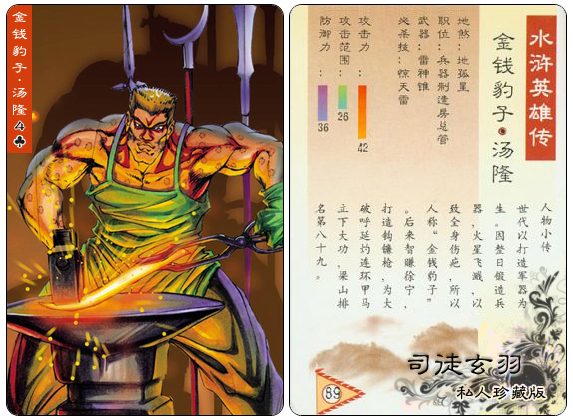 金钱豹子·汤隆
4♣
水浒英雄传
金钱豹子·汤隆
地煞：地孤星
职位：兵器制造房总管
武器：雷神锥
必杀技：惊天雷
攻击力：42
攻击范围：26
防御力：36
人物小传
世代以打造军器为
生。因整日锻造兵
器，火星飞溅，以
致全身伤疤，所以
人称“金钱豹子”
。后来智赚徐宁，
打造钩镰枪，为大
破呼延灼连环甲马
立下大功，梁山排
名第八十九。
89
司徒玄羽
私人珍藏版